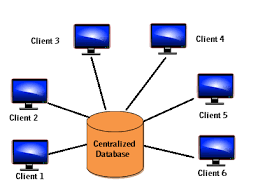 Client 3
Client 4
Client 2
Client 5
Centralized
Database
Client 1
Client 6